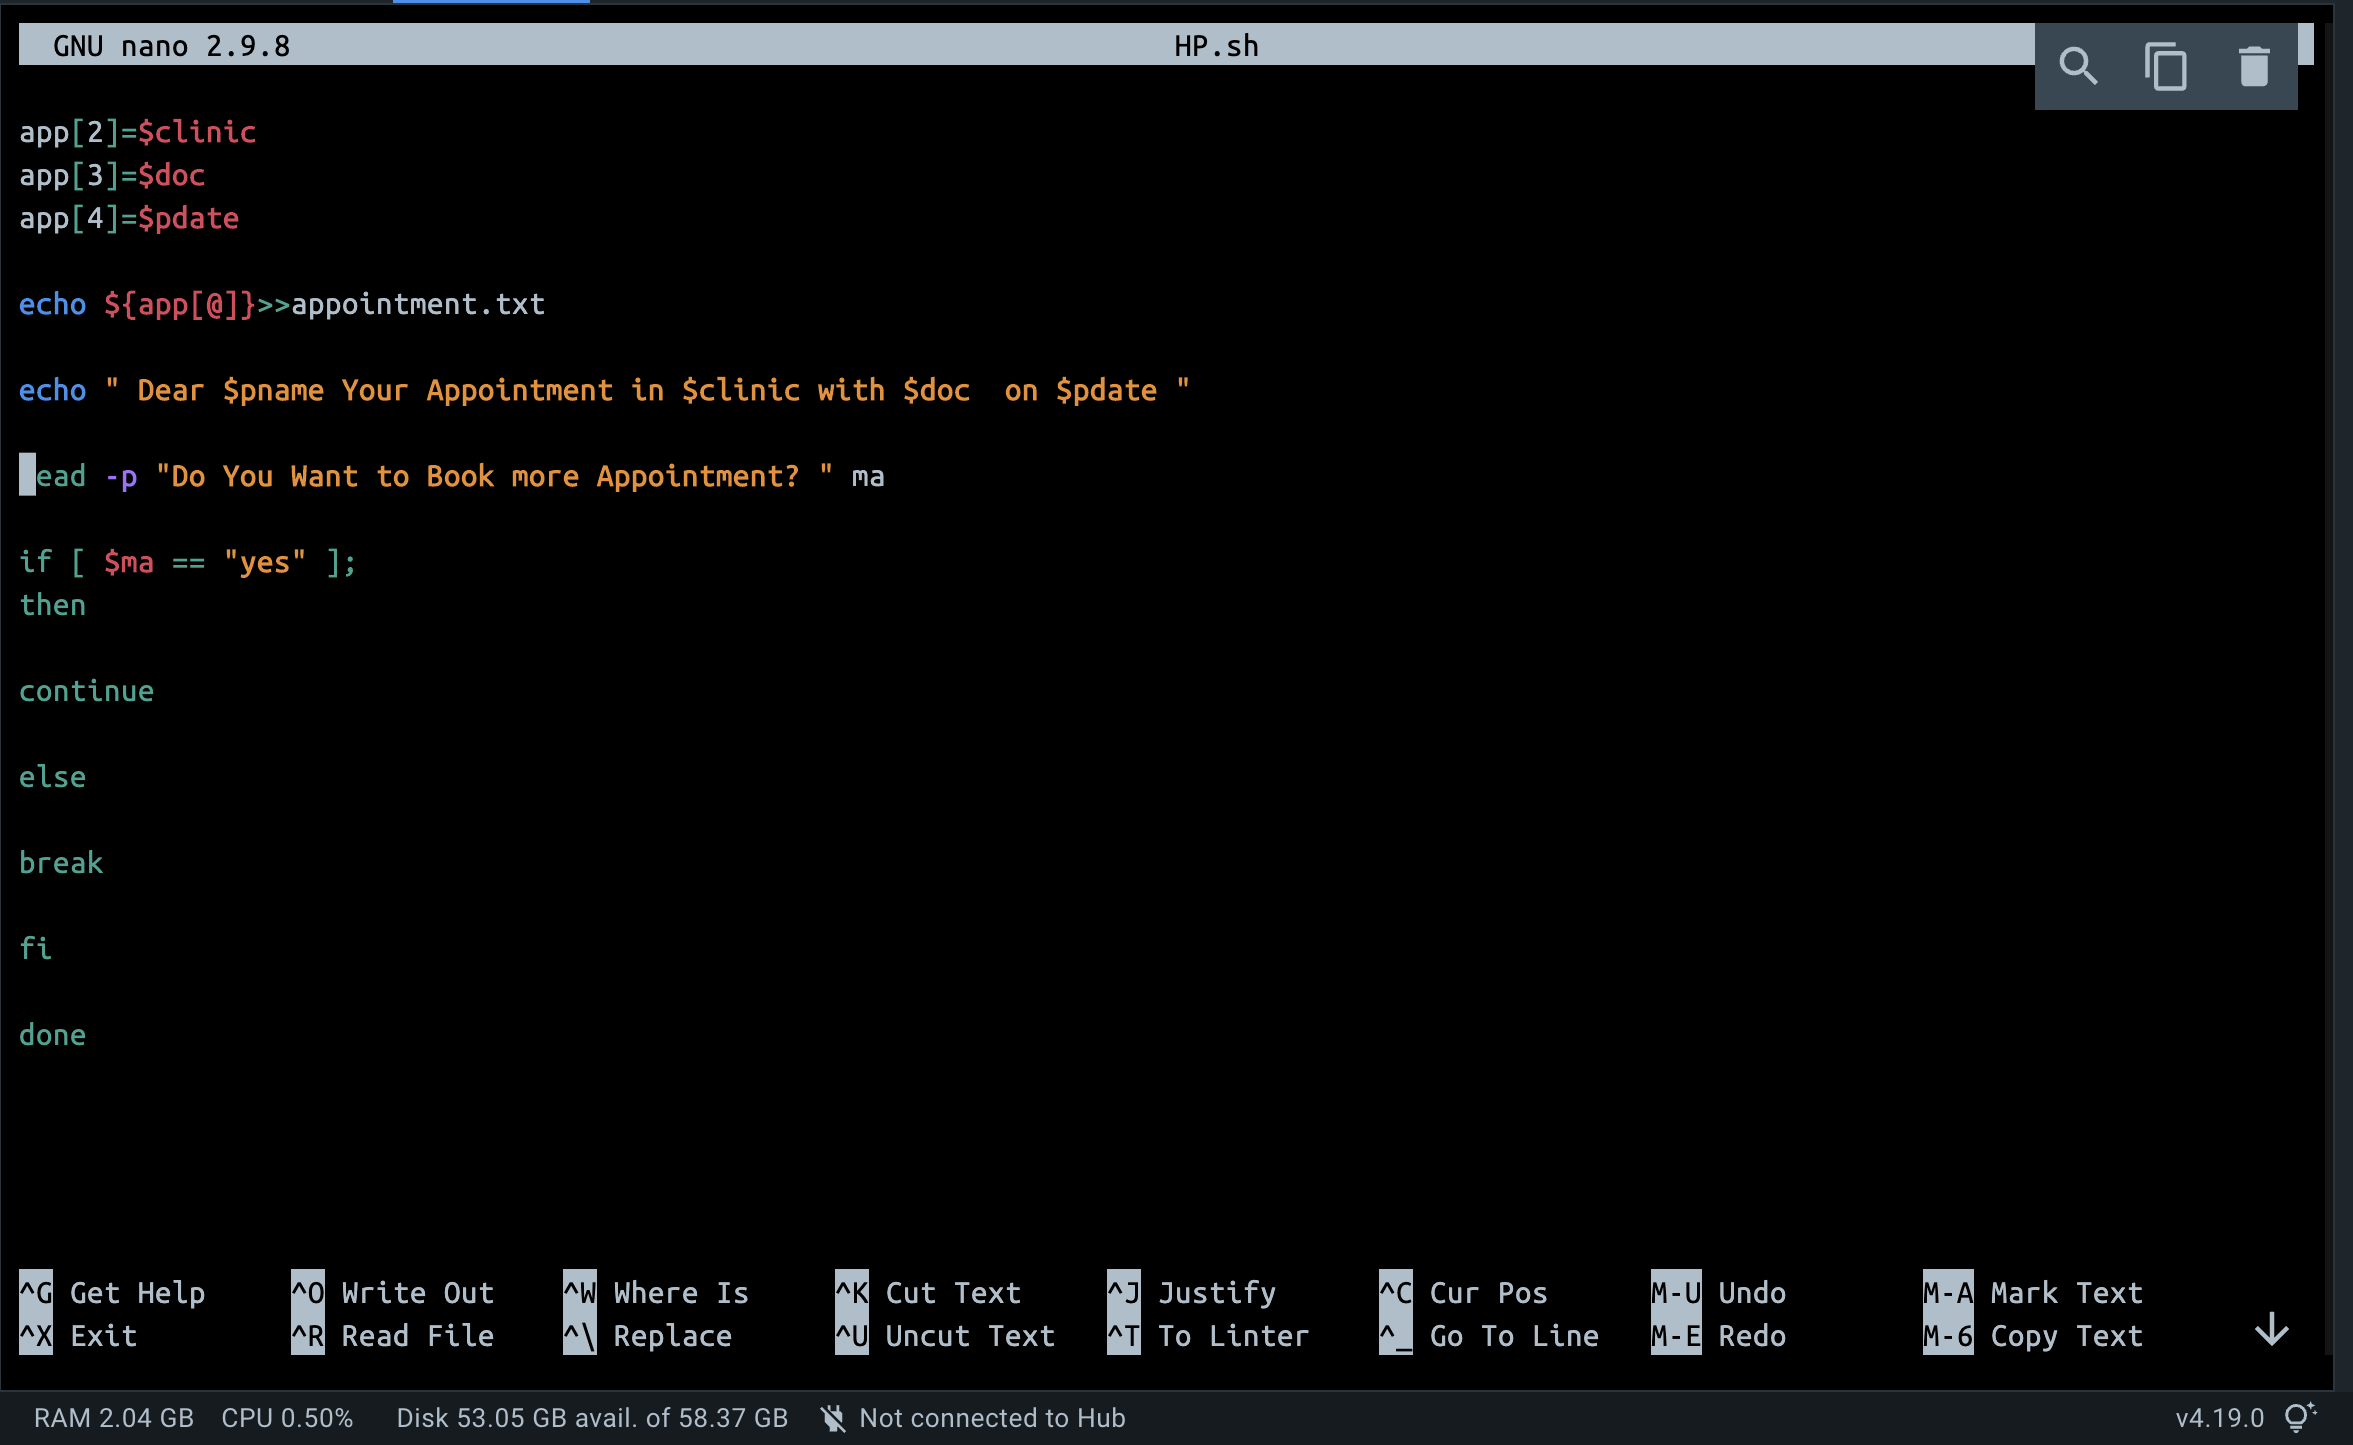 GNU nano 2.9.8 HP.sh
app[2]=$clinic
app[3]=$doc
app[4]=$pdate
echo ${app[@]}>>appointment.txt
echo " Dear $pname Your Appointment in $clinic with $doc  on $pdate "
ead -p "Do You Want to Book more Appointment? " ma
if [ $ma == "yes" ];
then
continue
else
break
fi
done
^G Get Help ^O Write Out ^W Where Is ^K Cut Text ^J Justify ^C Cur Pos M-U Undo M-A Mark Text
^X Exit ^R Read File ^\ Replace ^U Uncut Text ^T To Linter ^_ Go To Line M-E Redo M-6 Copy Text
RAM 2.04 GB CPU 0.50% Disk 53.05 GB avail. of 58.37 GB Not connected to Hub v4.19.0